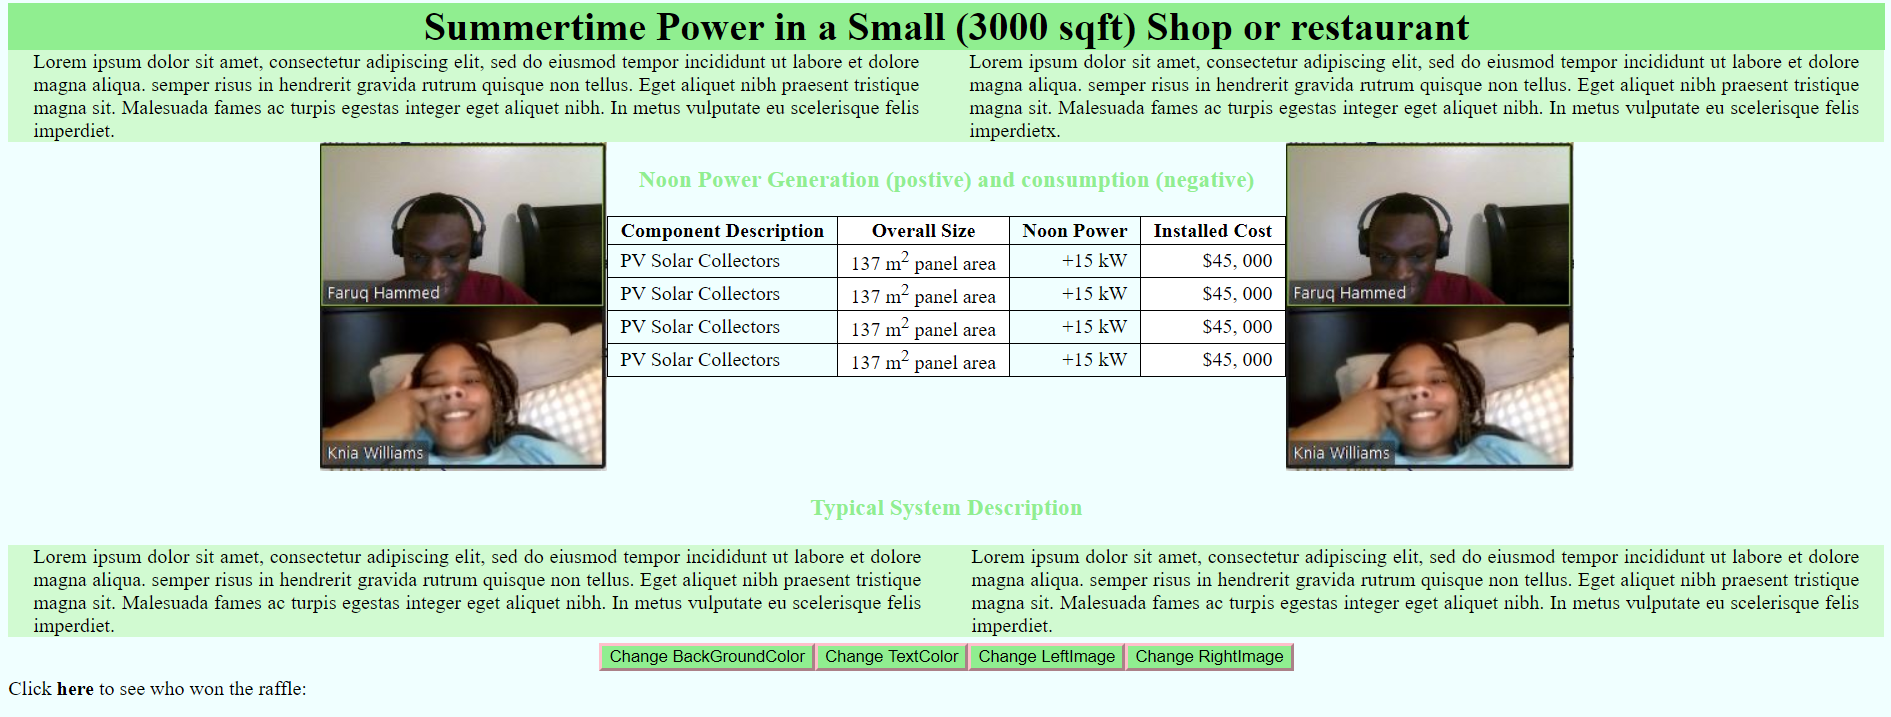 Summertime Power in a Small (3000 sqft) Shop or restaurant
Lorem ipsum dolor sit amet, consectetur adipiscing elit, sed do eiusmod tempor incididunt ut labore et dolore
magna aliqua. semper risus in hendrerit gravida rutrum quisque non tellus. Eget aliquet nibh praesent tristique
magna sit. Malesuada fames ac turpis egestas integer eget aliquet nibh. In metus vulputate eu scelerisque felis
imperdiet.
Lorem ipsum dolor sit amet, consectetur adipiscing elit, sed do eiusmod tempor incididunt ut labore et dolore
magna aliqua. semper risus in hendrerit gravida rutrum quisque non tellus. Eget aliquet nibh praesent tristique
magna sit. Malesuada fames ac turpis egestas integer eget aliquet nibh. In metus vulputate eu scelerisque felis
imperdietx.
Faruq Hammed
Knia Williams
Noon Power Generation (postive) and consumption (negative)
Component Description Overall Size Noon Power Installed Cost
PV Solar Collectors 137 m² panel area +15 kW $45, 000
PV Solar Collectors 137 m² panel area +15 kW $45, 000
PV Solar Collectors 137 m² panel area +15 kW $45, 000
PV Solar Collectors 137 m² panel area +15 kW $45, 000
Faruq Hammed
Knia Williams
Typical System Description
Lorem ipsum dolor sit amet, consectetur adipiscing elit, sed do eiusmod tempor incididunt ut labore et dolore
magna aliqua. semper risus in hendrerit gravida rutrum quisque non tellus. Eget aliquet nibh praesent tristique
magna sit. Malesuada fames ac turpis egestas integer eget aliquet nibh. In metus vulputate eu scelerisque felis
imperdiet.
Lorem ipsum dolor sit amet, consectetur adipiscing elit, sed do eiusmod tempor incididunt ut labore et dolore
magna aliqua. semper risus in hendrerit gravida rutrum quisque non tellus. Eget aliquet nibh praesent tristique
magna sit. Malesuada fames ac turpis egestas integer eget aliquet nibh. In metus vulputate eu scelerisque felis
imperdiet.
Change BackGroundColor Change TextColor Change LeftImage Change RightImage
Click here to see who won the raffle: